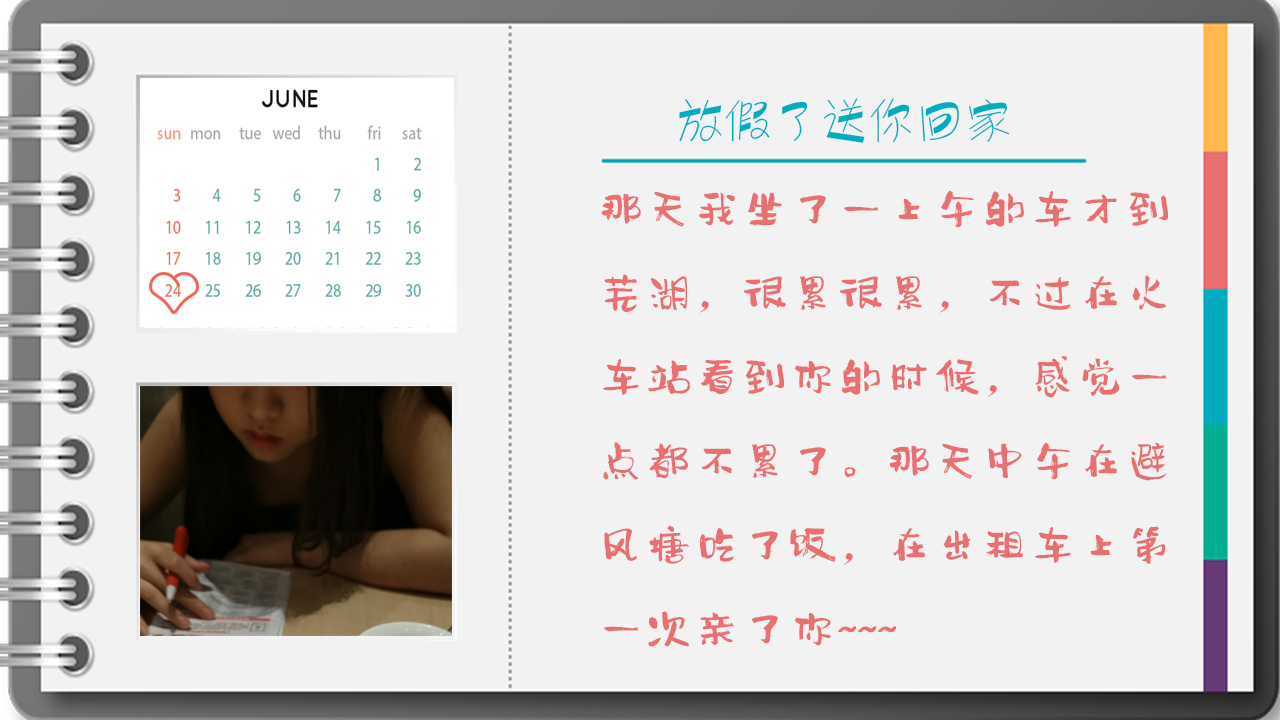 JUNE
sun mon tue wed thu fri sat
1 2
3 4 5 6 7 8 9
10 11 12 13 14 15 16
17 18 19 20 21 22 23
24 25 26 27 28 29 30
放假了送你回家
那天我坐了一上午的车才到
芜湖，很累很累，不过在火
车站看到你的时候，感觉一
点都不累了。那天中午在避
风塘吃了饭，在出租车上第
一次亲了你~~~